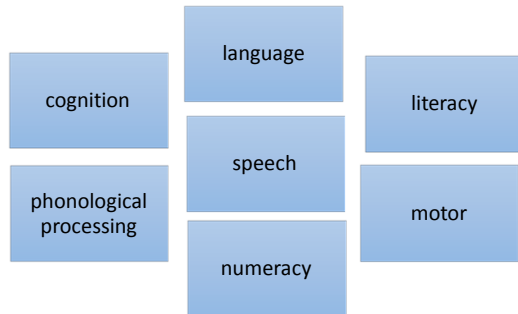 language
cognition
literacy
speech
phonological
processing
motor
numeracy